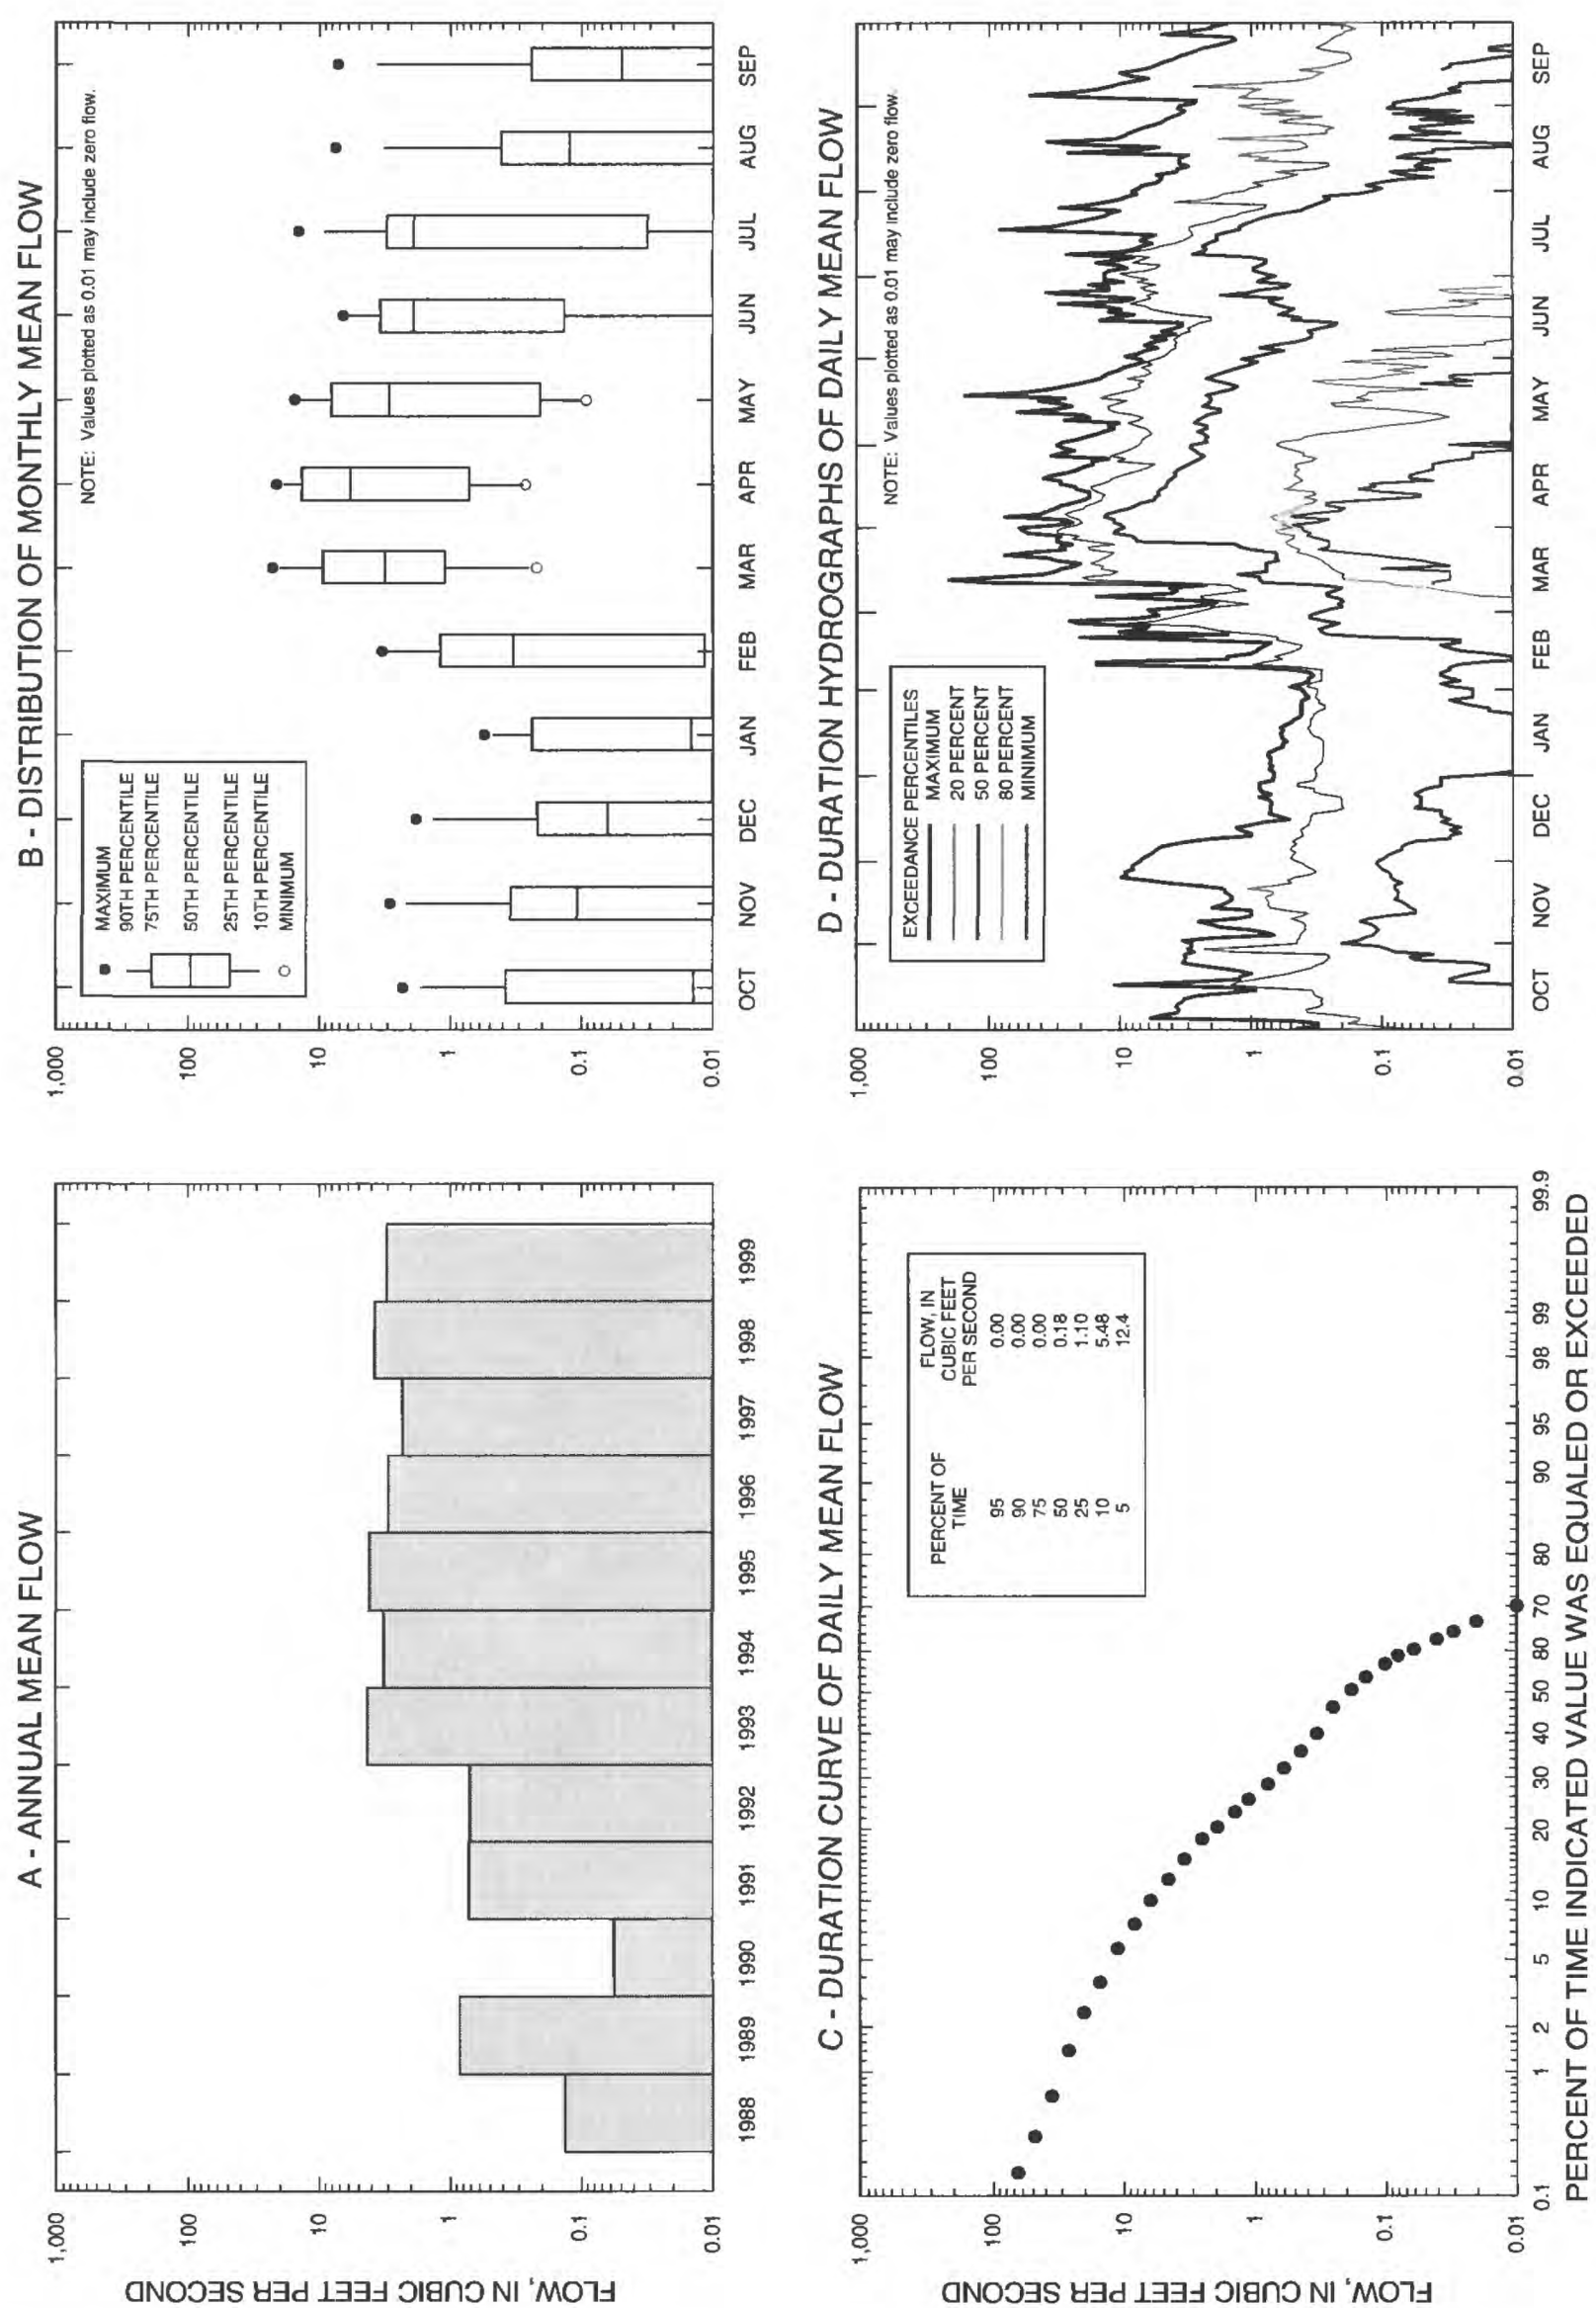 A - ANNUAL MEAN FLOW
1,000
100
10
1
0.1
0.01
FLOW, IN CUBIC FEET PER SECOND
1988 1989 1990 1991 1992 1993 1994 1995 1996 1997 1998 1999
B - DISTRIBUTION OF MONTHLY MEAN FLOW
NOTE: Values plotted as 0.01 may include zero flow.
MAXIMUM
90TH PERCENTILE
75TH PERCENTILE
50TH PERCENTILE
25TH PERCENTILE
10TH PERCENTILE
MINIMUM
1,000
100
10
1
0.1
0.01
OCT NOV DEC JAN FEB MAR APR MAY JUN JUL AUG SEP
C - DURATION CURVE OF DAILY MEAN FLOW
PERCENT OF TIME
FLOW, IN CUBIC FEET PER SECOND
95 0.00
90 0.00
75 0.00
50 0.18
25 1.10
10 5.48
5 12.4
1,000
100
10
1
0.1
0.01
FLOW, IN CUBIC FEET PER SECOND
0.1 1 2 5 10 20 30 40 50 60 70 80 90 95 98 99 99.9
PERCENT OF TIME INDICATED VALUE WAS EQUALED OR EXCEEDED
D - DURATION HYDROGRAPHS OF DAILY MEAN FLOW
NOTE: Values plotted as 0.01 may include zero flow.
EXCEEDANCE PERCENTILES
MAXIMUM
20 PERCENT
50 PERCENT
80 PERCENT
MINIMUM
1,000
100
10
1
0.1
0.01
OCT NOV DEC JAN FEB MAR APR MAY JUN JUL AUG SEP